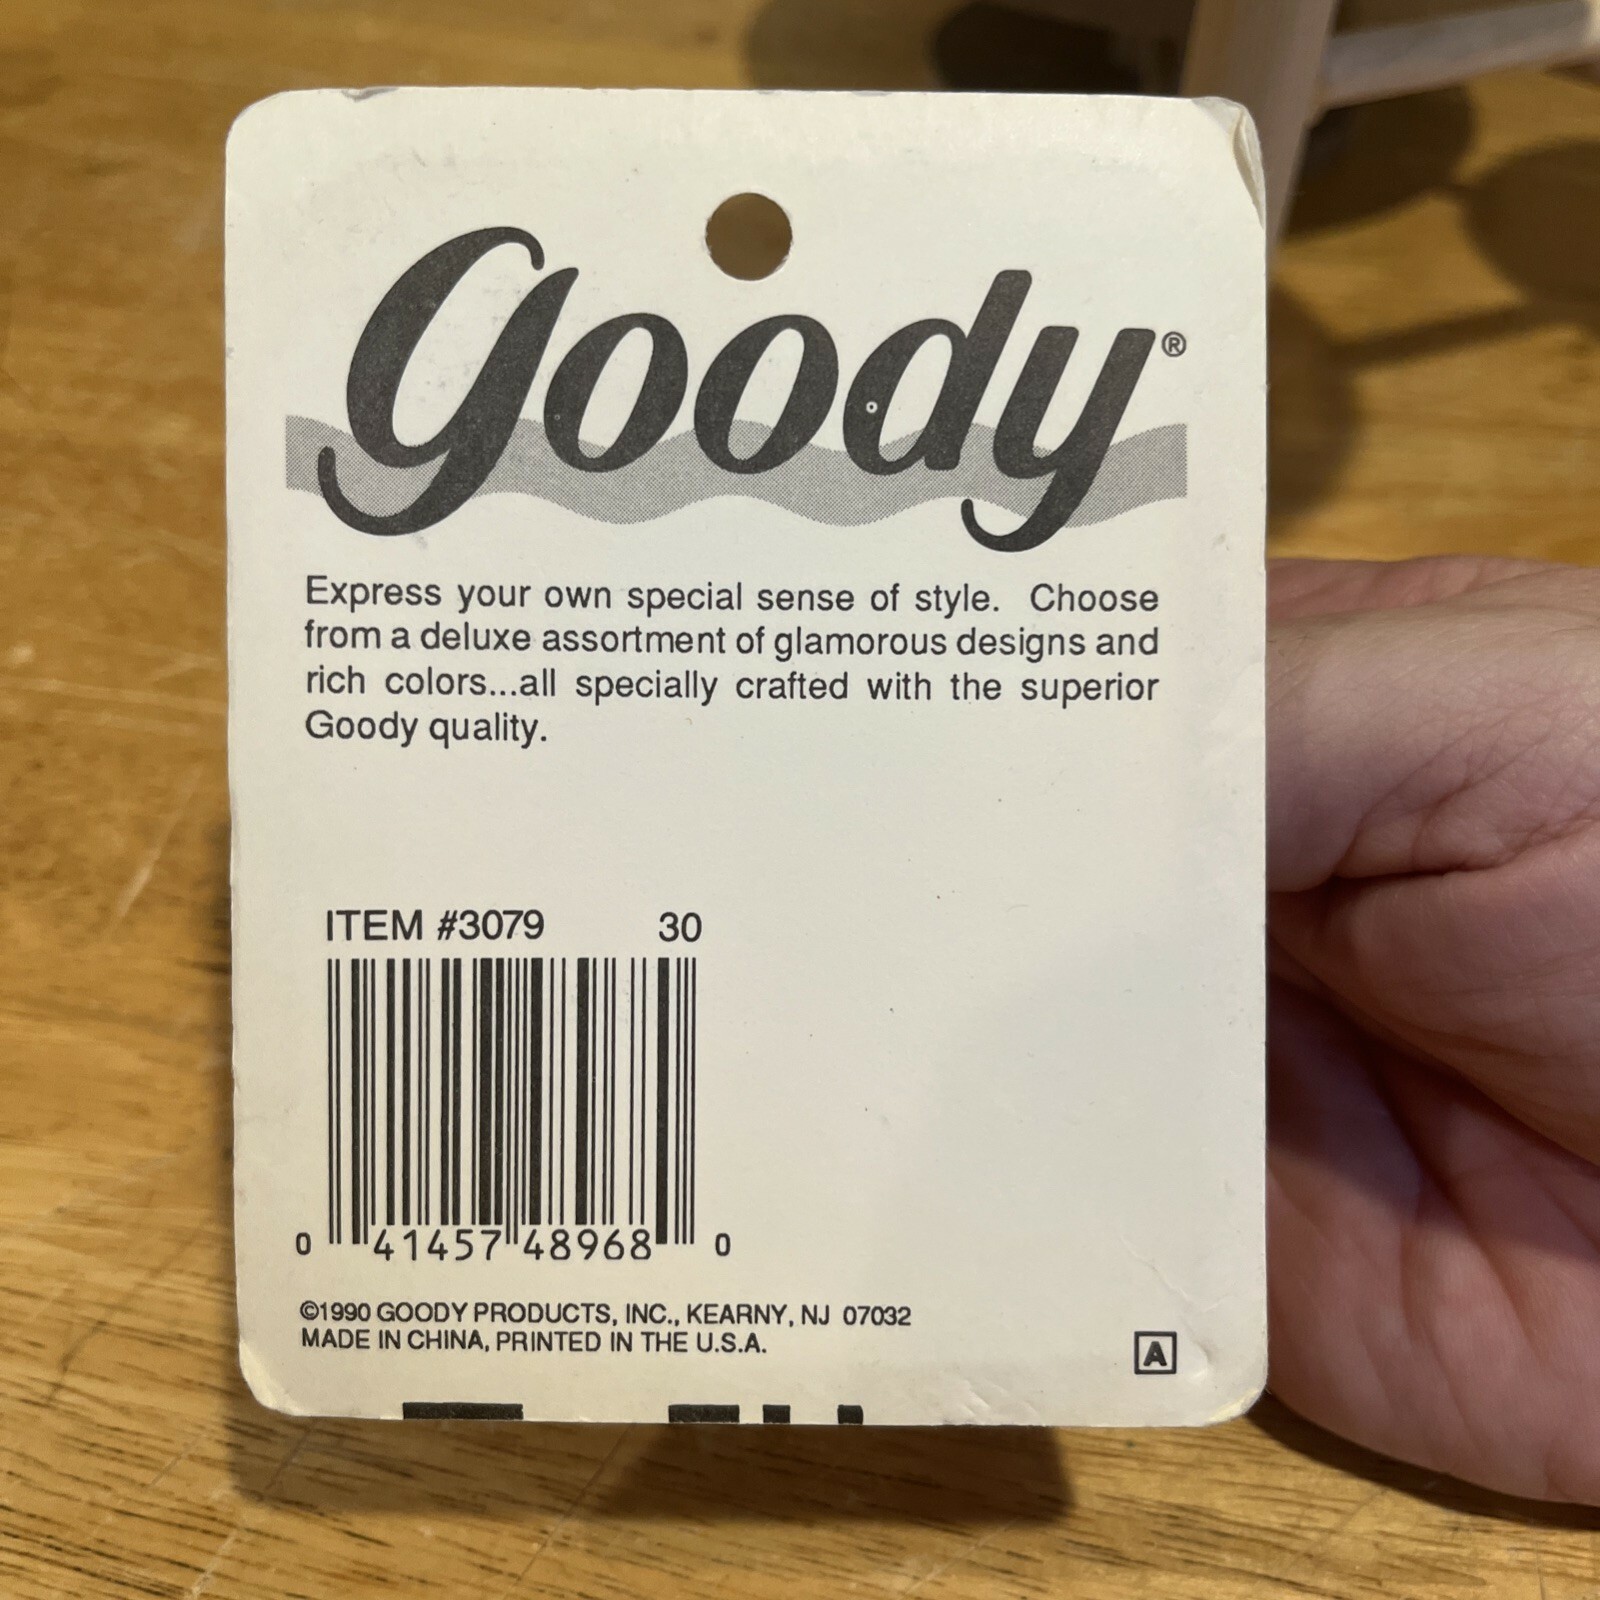 goody®
Express your own special sense of style. Choose
from a deluxe assortment of glamorous designs and
rich colors...all specially crafted with the superior
Goody quality.
ITEM #3079 30
0 41457 48968 0
©1990 GOODY PRODUCTS, INC., KEARNY, NJ 07032
MADE IN CHINA, PRINTED IN THE U.S.A.
A